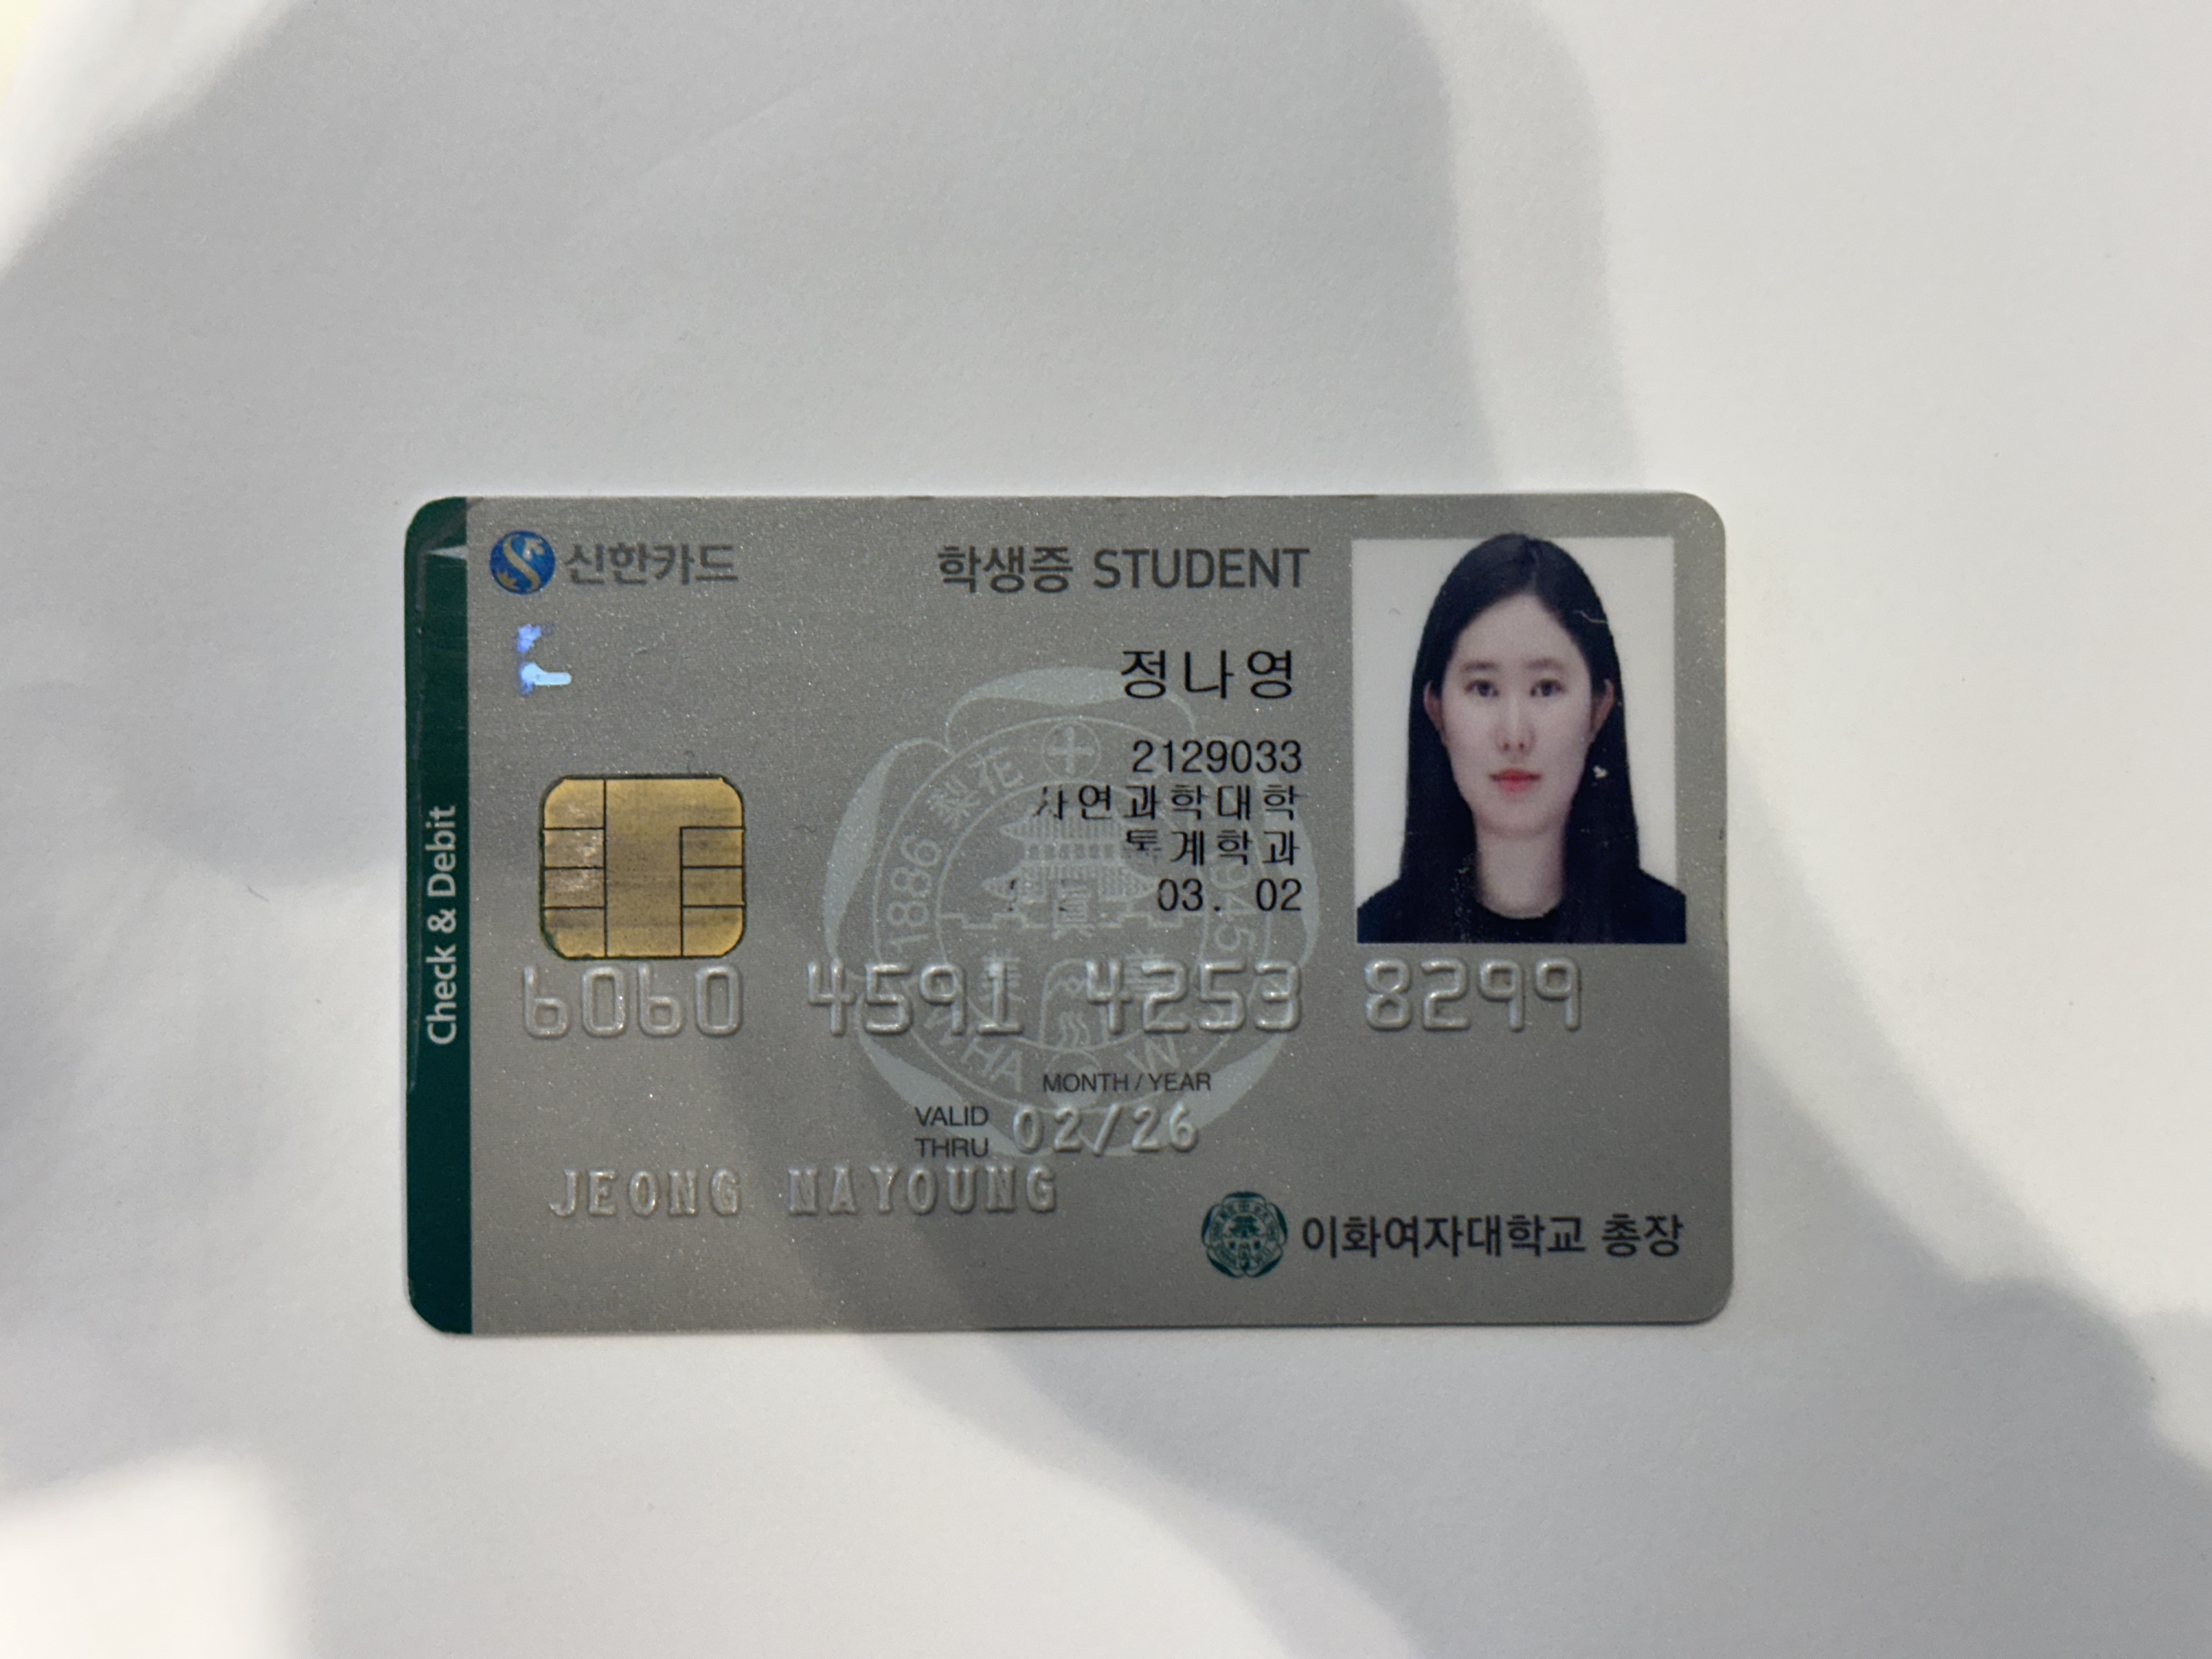 신한카드
학생증 STUDENT
정나영
2129033
자연과학대학
통계학과
03. 02
1886 梨花
Check & Debit
6060 4591 4253 8299
MONTH / YEAR
VALID THRU 02/26
JEONG NAYOUNG
이화여자대학교 총장